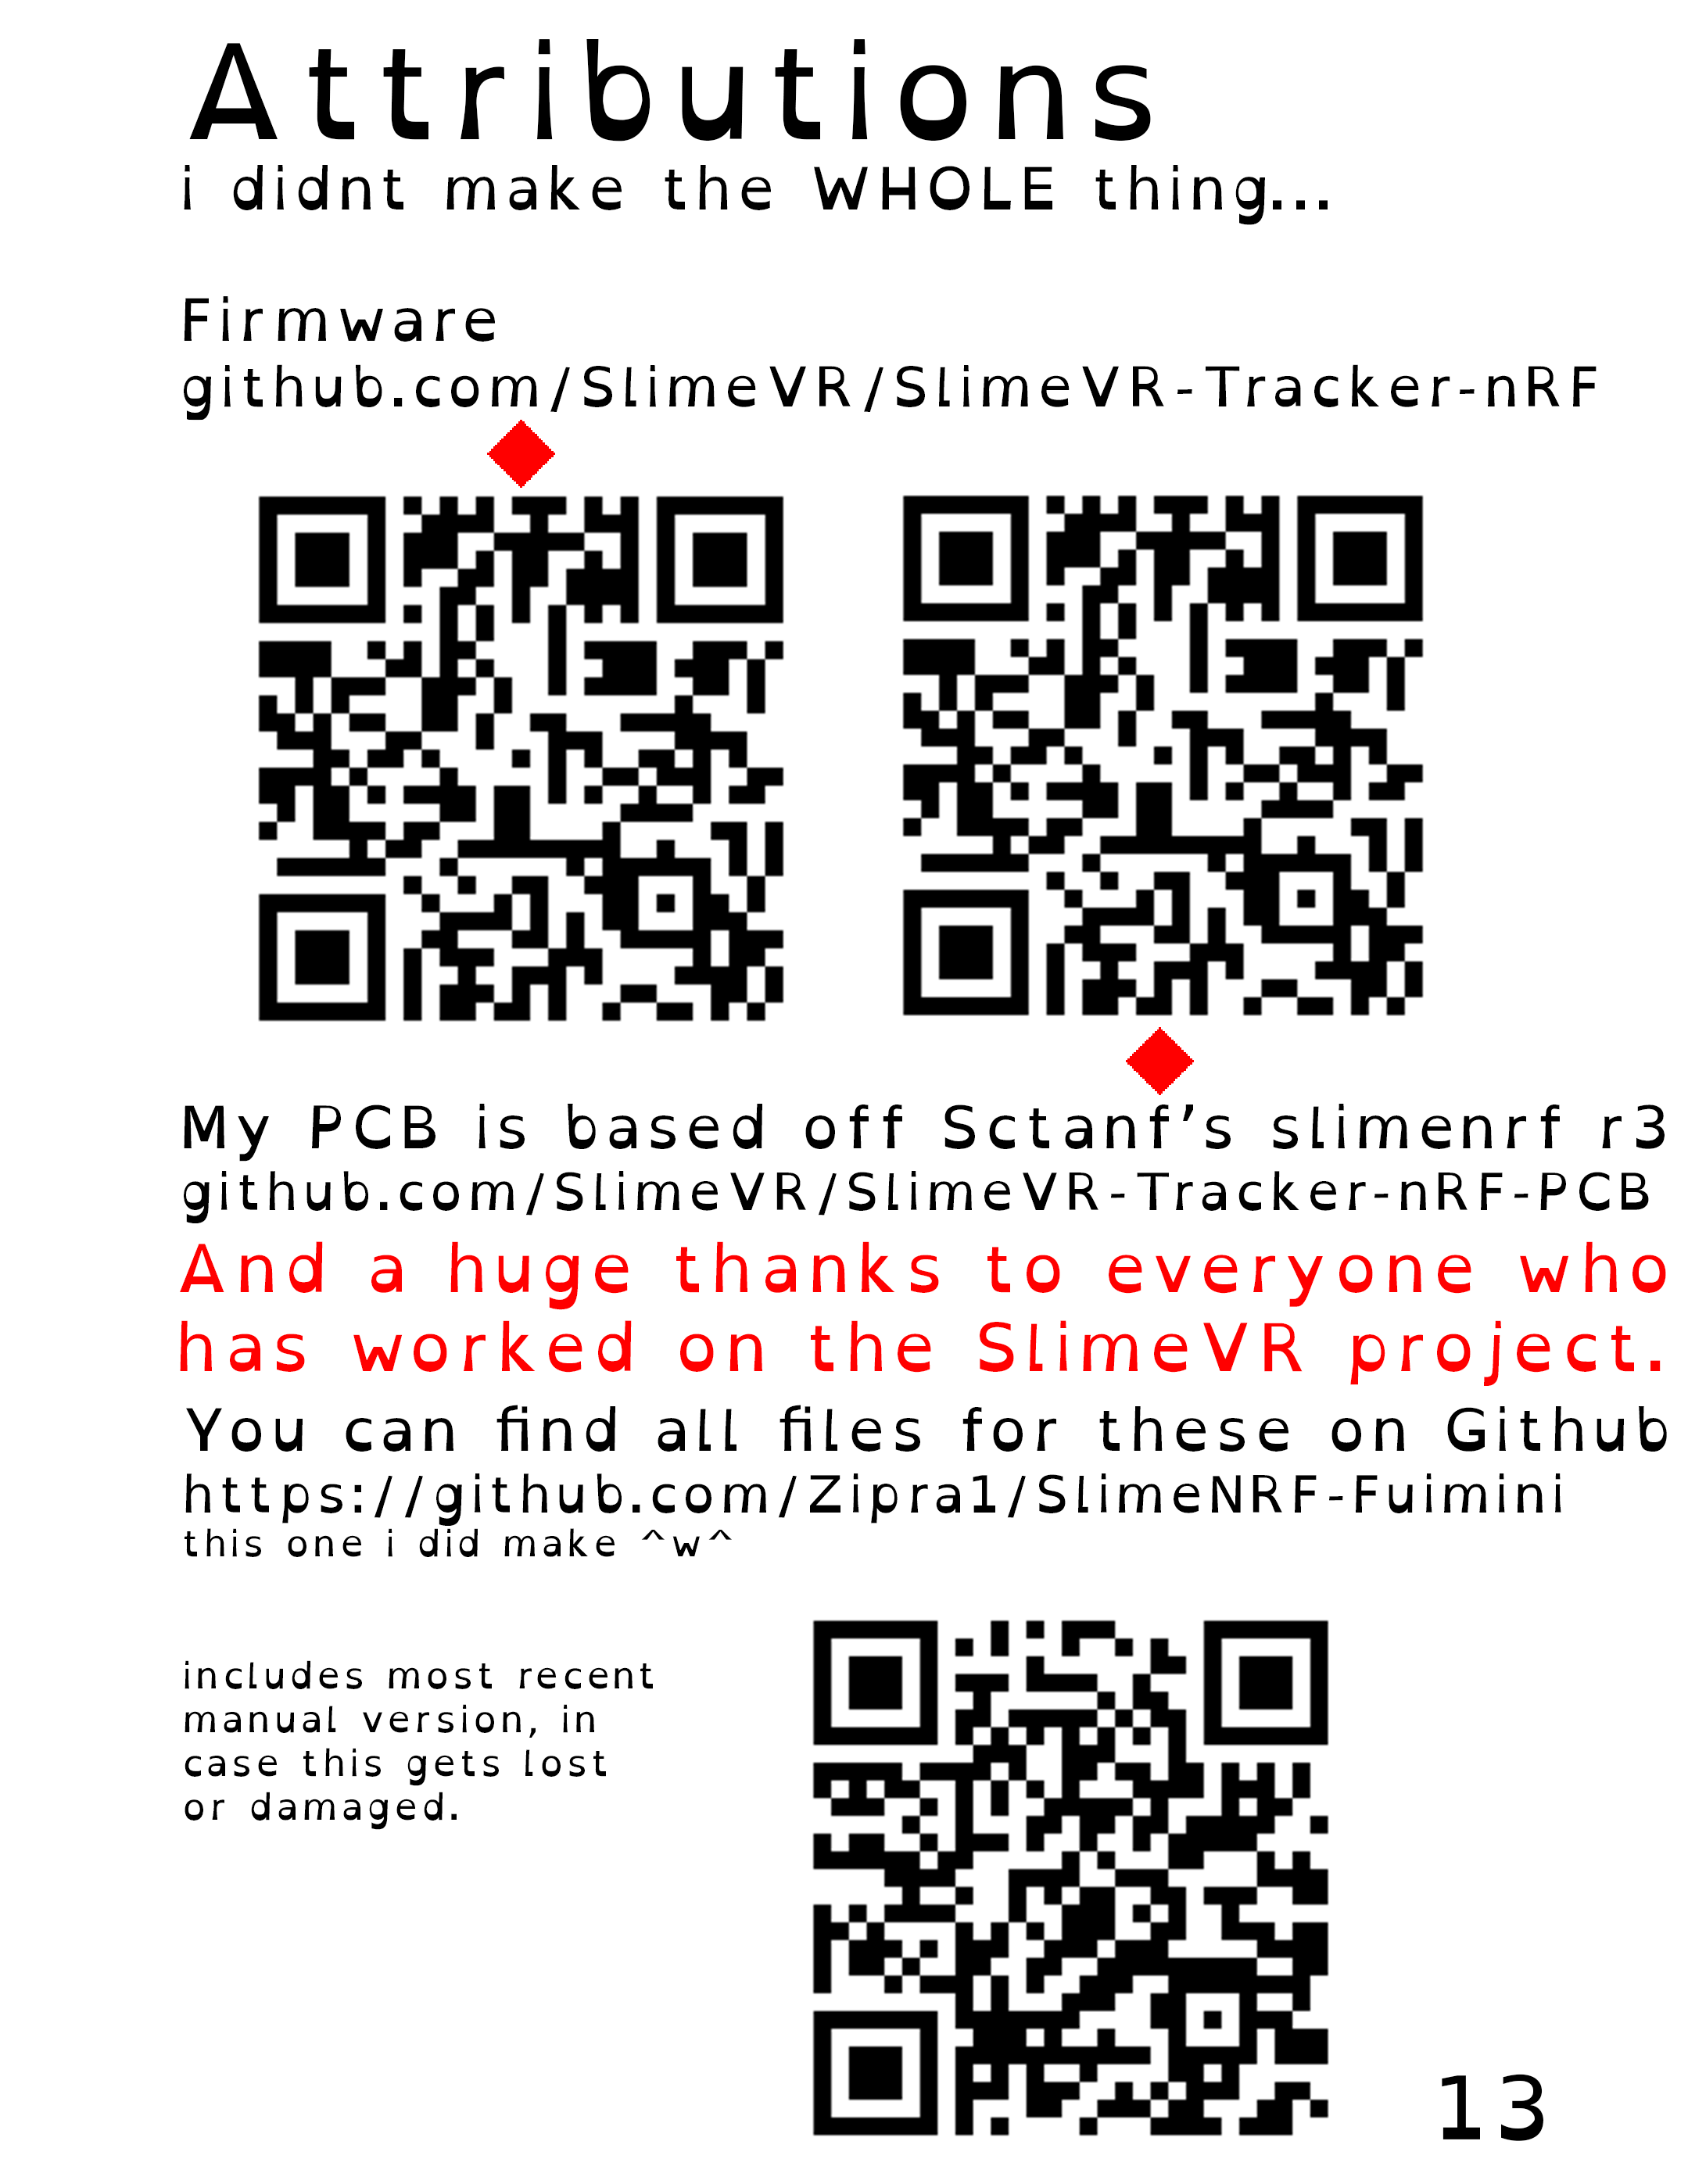 Attributions
i didnt make the WHOLE thing...
Firmware
github.com/SlimeVR/SlimeVR-Tracker-nRF
My PCB is based off Sctanf’s slimenrf r3
github.com/SlimeVR/SlimeVR-Tracker-nRF-PCB
And a huge thanks to everyone who
has worked on the SlimeVR project.
You can find all files for these on Github
https://github.com/Zipra1/SlimeNRF-Fuimini
this one i did make ^w^
includes most recent
manual version, in
case this gets lost
or damaged.
13